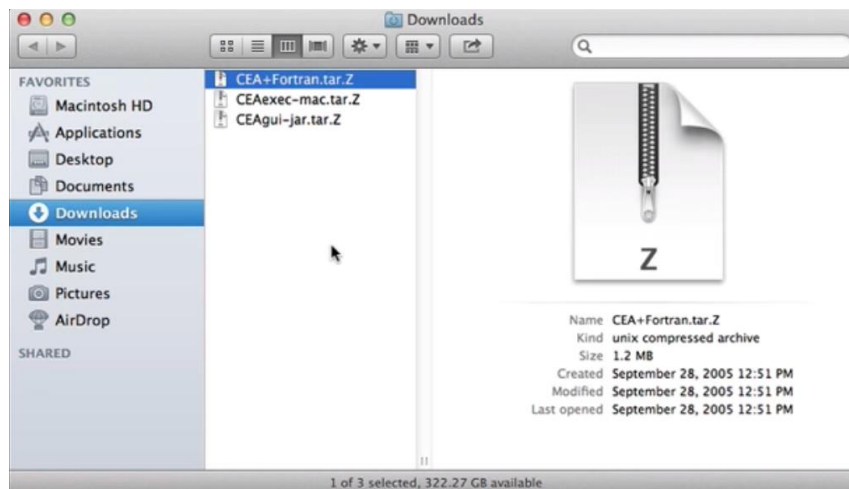 Downloads
FAVORITES
Macintosh HD
Applications
Desktop
Documents
Downloads
Movies
Music
Pictures
AirDrop
SHARED
CEA+Fortran.tar.Z
CEAexec-mac.tar.Z
CEAgui-jar.tar.Z
Z
Name CEA+Fortran.tar.Z
Kind unix compressed archive
Size 1.2 MB
Created September 28, 2005 12:51 PM
Modified September 28, 2005 12:51 PM
Last opened September 28, 2005 12:51 PM
1 of 3 selected, 322.27 GB available